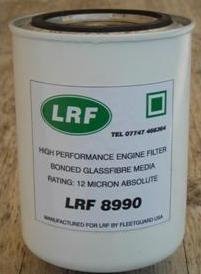 LRF
TEL 07747 466364
HIGH PERFORMANCE ENGINE FILTER
BONDED GLASSFIBRE MEDIA
RATING: 12 MICRON ABSOLUTE
LRF 8990
MANUFACTURED FOR LRF BY FLEETGUARD USA